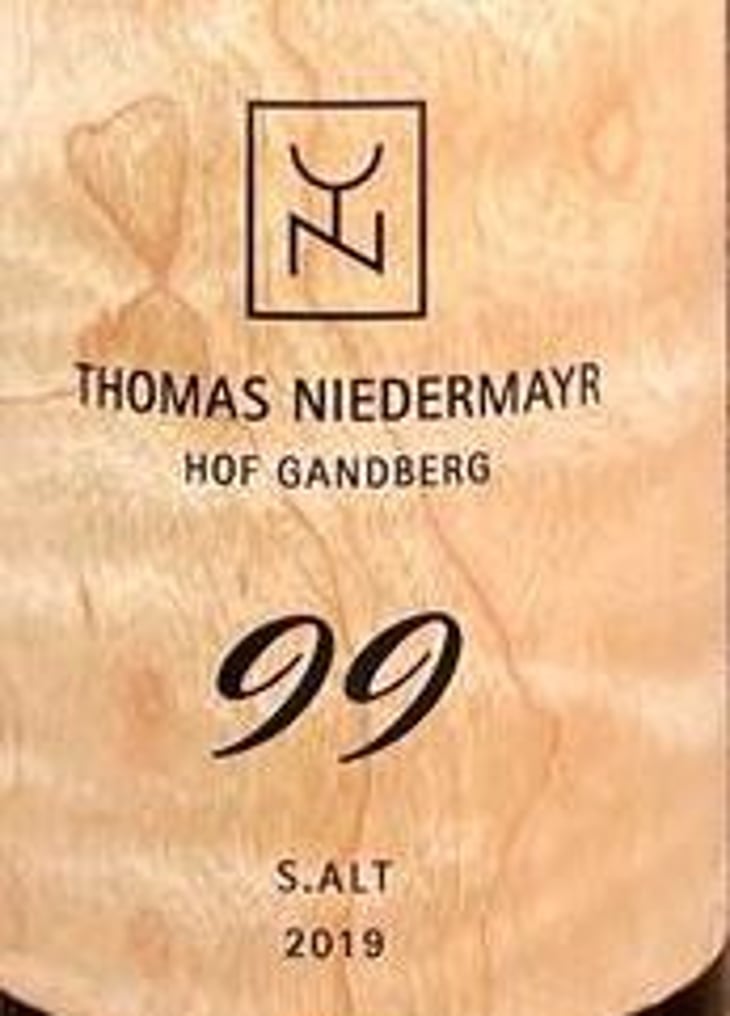 THOMAS NIEDERMAYR
HOF GANDBERG
99
S.ALT
2019